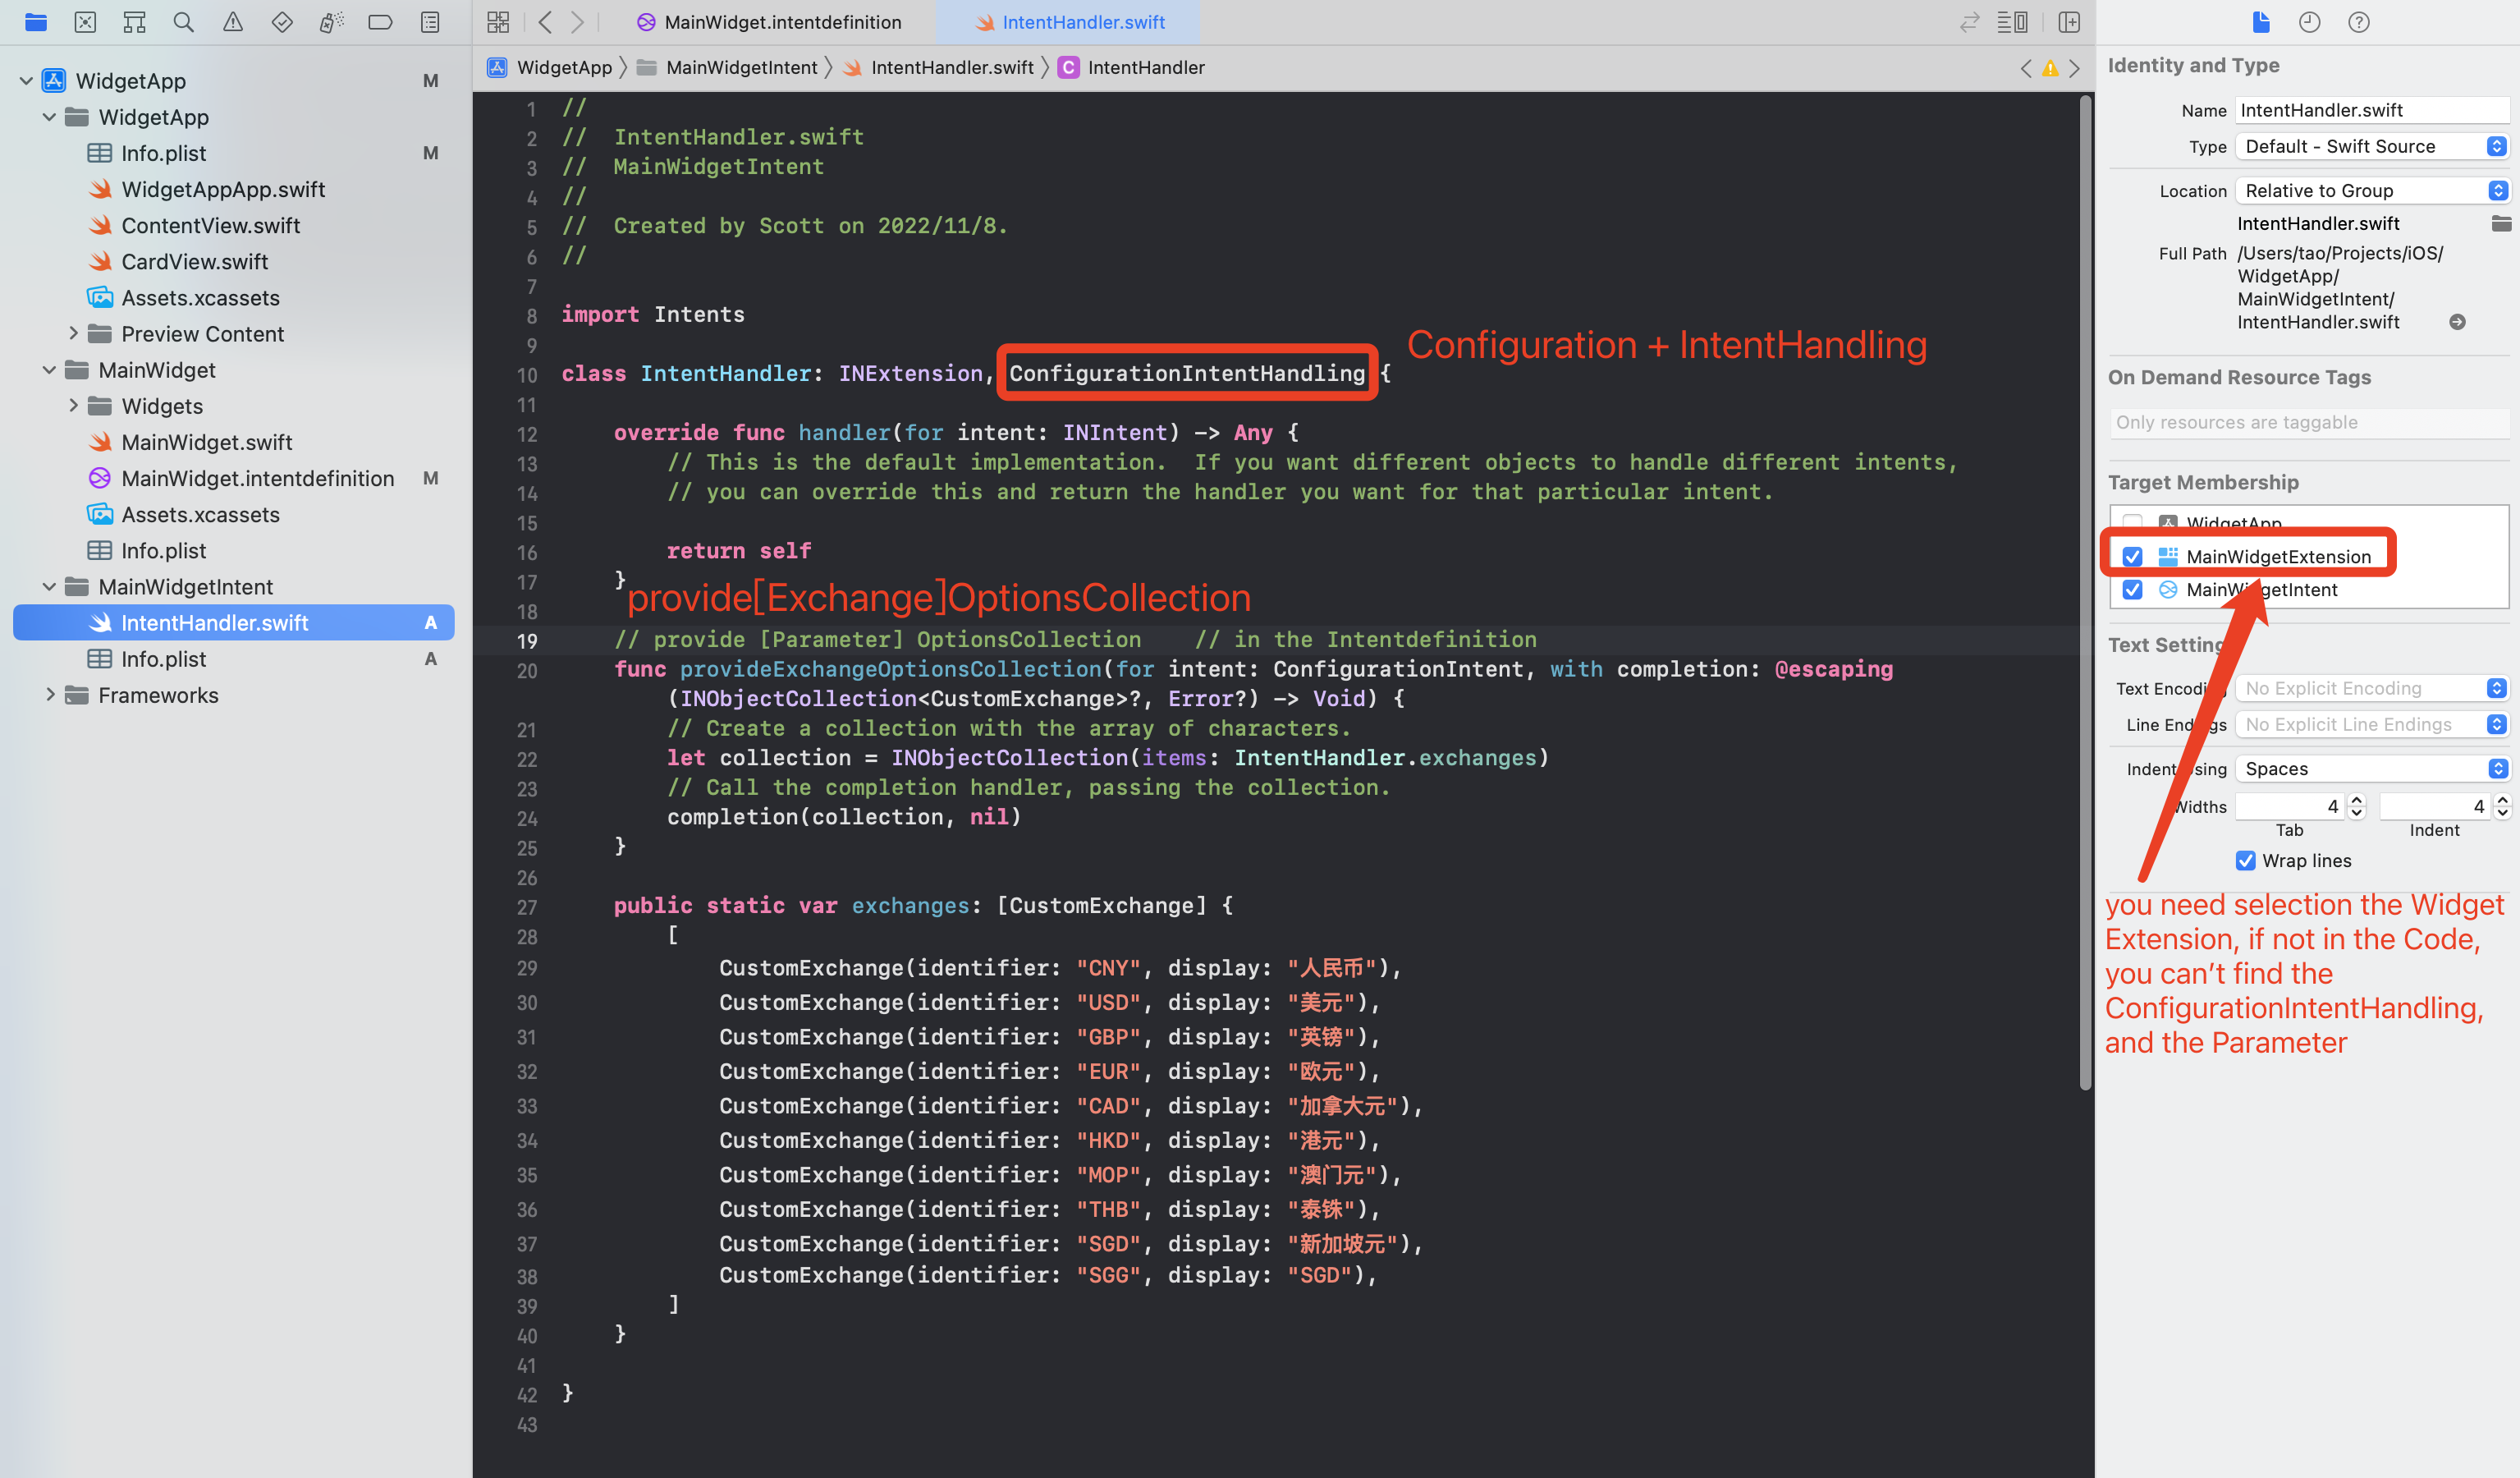 MainWidget.intentdefinition
IntentHandler.swift
WidgetApp
M
WidgetApp
Info.plist
M
WidgetAppApp.swift
ContentView.swift
CardView.swift
Assets.xcassets
Preview Content
MainWidget
Widgets
MainWidget.swift
MainWidget.intentdefinition
M
Assets.xcassets
Info.plist
MainWidgetIntent
IntentHandler.swift
A
Info.plist
A
Frameworks
WidgetApp
MainWidgetIntent
IntentHandler.swift
C
IntentHandler
1 //
2 //  IntentHandler.swift
3 //  MainWidgetIntent
4 //
5 //  Created by Scott on 2022/11/8.
6 //
7
8 import Intents
9
Configuration + IntentHandling
10 class IntentHandler: INExtension, ConfigurationIntentHandling {
11
12     override func handler(for intent: INIntent) -> Any {
13         // This is the default implementation.  If you want different objects to handle different intents,
14         // you can override this and return the handler you want for that particular intent.
15
16         return self
17     }
provide[Exchange]OptionsCollection
18
19     // provide [Parameter] OptionsCollection    // in the Intentdefinition
20     func provideExchangeOptionsCollection(for intent: ConfigurationIntent, with completion: @escaping
(INObjectCollection<CustomExchange>?, Error?) -> Void) {
21         // Create a collection with the array of characters.
22         let collection = INObjectCollection(items: IntentHandler.exchanges)
23         // Call the completion handler, passing the collection.
24         completion(collection, nil)
25     }
26
27     public static var exchanges: [CustomExchange] {
28         [
29             CustomExchange(identifier: "CNY", display: "人民币"),
30             CustomExchange(identifier: "USD", display: "美元"),
31             CustomExchange(identifier: "GBP", display: "英镑"),
32             CustomExchange(identifier: "EUR", display: "欧元"),
33             CustomExchange(identifier: "CAD", display: "加拿大元"),
34             CustomExchange(identifier: "HKD", display: "港元"),
35             CustomExchange(identifier: "MOP", display: "澳门元"),
36             CustomExchange(identifier: "THB", display: "泰铢"),
37             CustomExchange(identifier: "SGD", display: "新加坡元"),
38             CustomExchange(identifier: "SGG", display: "SGD"),
39         ]
40     }
41
42 }
43
Identity and Type
Name IntentHandler.swift
Type Default - Swift Source
Location Relative to Group
IntentHandler.swift
Full Path /Users/tao/Projects/iOS/
WidgetApp/
MainWidgetIntent/
IntentHandler.swift
On Demand Resource Tags
Only resources are taggable
Target Membership
WidgetApp
MainWidgetExtension
MainWidgetIntent
Text Setting
Text Encodi No Explicit Encoding
Line Endings No Explicit Line Endings
Indent Using Spaces
Widths 4 4
Tab Indent
Wrap lines
you need selection the Widget
Extension, if not in the Code,
you can’t find the
ConfigurationIntentHandling,
and the Parameter